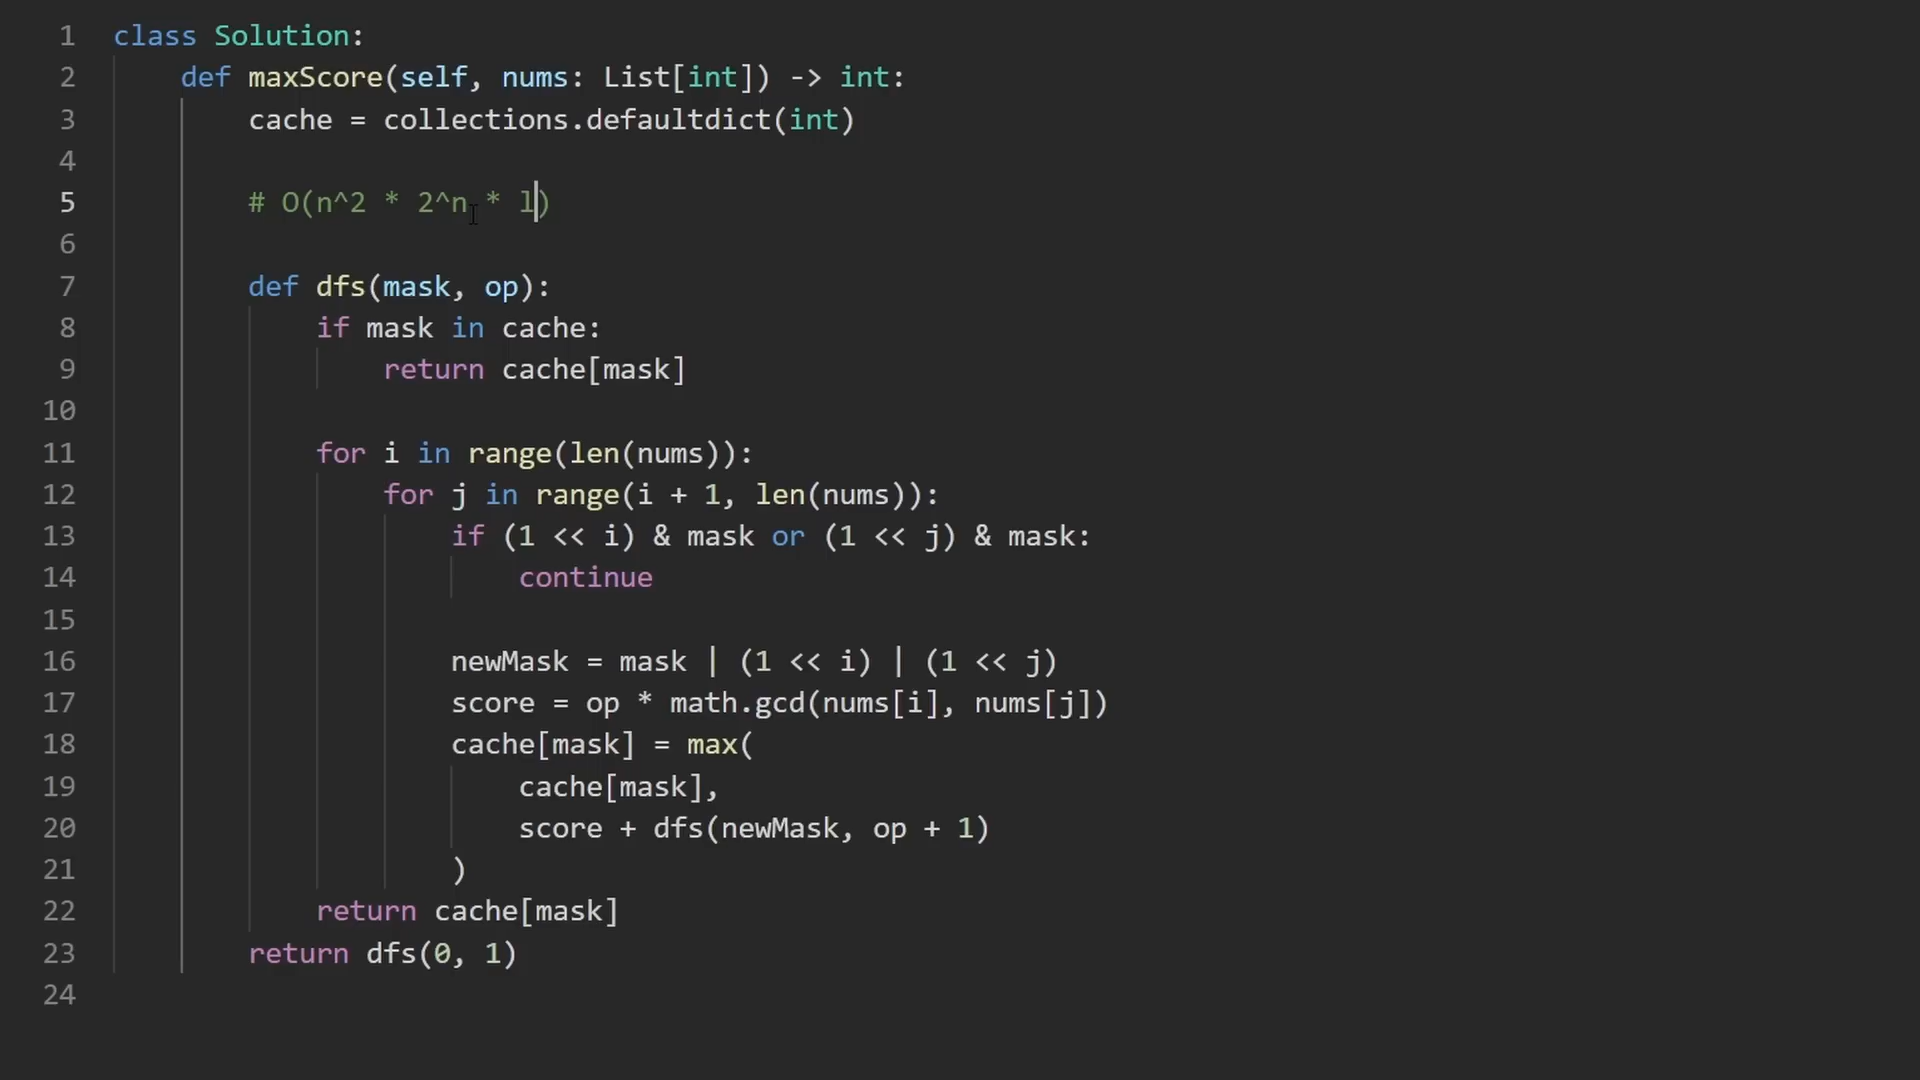 1 class Solution:
2 def maxScore(self, nums: List[int]) -> int:
3 cache = collections.defaultdict(int)
4
5 # O(n^2 * 2^n * l)
6
7 def dfs(mask, op):
8 if mask in cache:
9 return cache[mask]
10
11 for i in range(len(nums)):
12 for j in range(i + 1, len(nums)):
13 if (1 << i) & mask or (1 << j) & mask:
14 continue
15
16 newMask = mask | (1 << i) | (1 << j)
17 score = op * math.gcd(nums[i], nums[j])
18 cache[mask] = max(
19 cache[mask],
20 score + dfs(newMask, op + 1)
21 )
22 return cache[mask]
23 return dfs(0, 1)
24